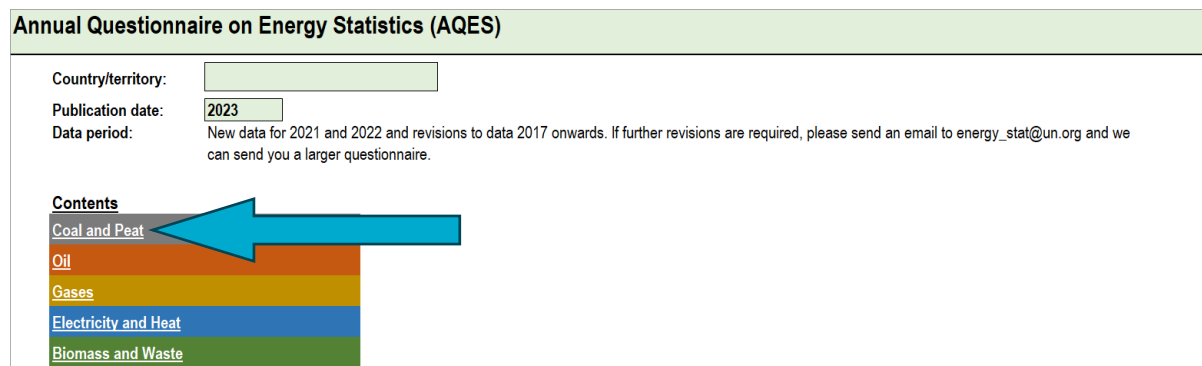 Annual Questionnaire on Energy Statistics (AQES)
Country/territory:
Publication date: 2023
Data period: New data for 2021 and 2022 and revisions to data 2017 onwards. If further revisions are required, please send an email to energy_stat@un.org and we
can send you a larger questionnaire.
Contents
Coal and Peat
Oil
Gases
Electricity and Heat
Biomass and Waste